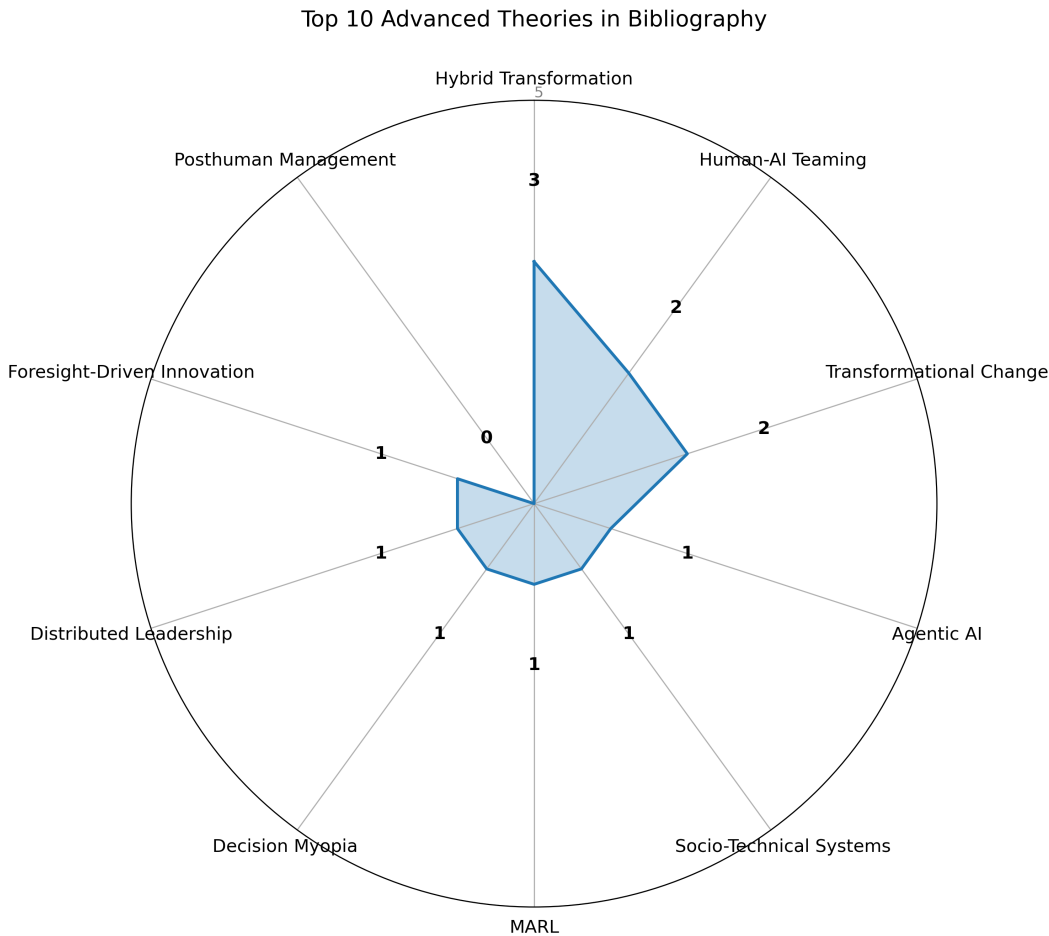 Top 10 Advanced Theories in Bibliography
Hybrid Transformation
5
Posthuman Management
Human-AI Teaming
3
2
Foresight-Driven Innovation
Transformational Change
2
0
1
1
1
Distributed Leadership
Agentic AI
1
1
1
Decision Myopia
Socio-Technical Systems
MARL